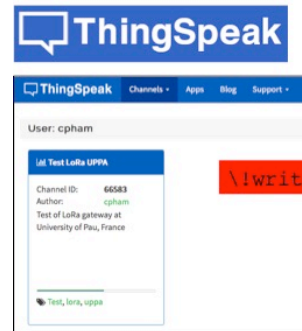 ThingSpeak
ThingSpeak Channels Apps Blog Support
User: cpham
Test LoRa UPPA
Channel ID: 66583
Author: cpham
Test of LoRa gateway at
University of Pau, France
\!writ
Test, lora, uppa